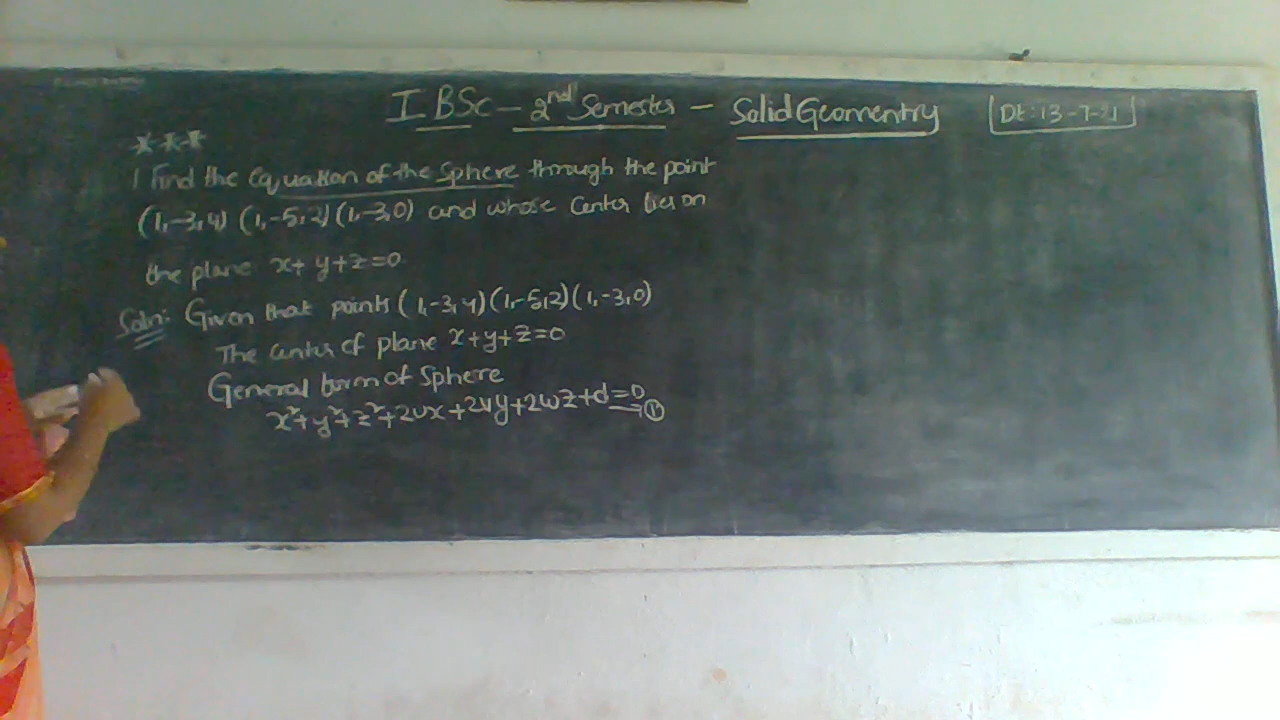 I BSc - 2nd Semester - Solid Geomentry Dt: 13-7-21
***
1 Find the equation of the sphere through the point
(1,-3,4) (1,-5,2) (1,-3,0) and whose center lies on
the plane x+y+z=0.
Soln: Given that points (1,-3,4) (1,-5,2) (1,-3,0)
The center of plane x+y+z=0
General form of sphere
x²+y²+z²+2ux+2vy+2wz+d=0 →①